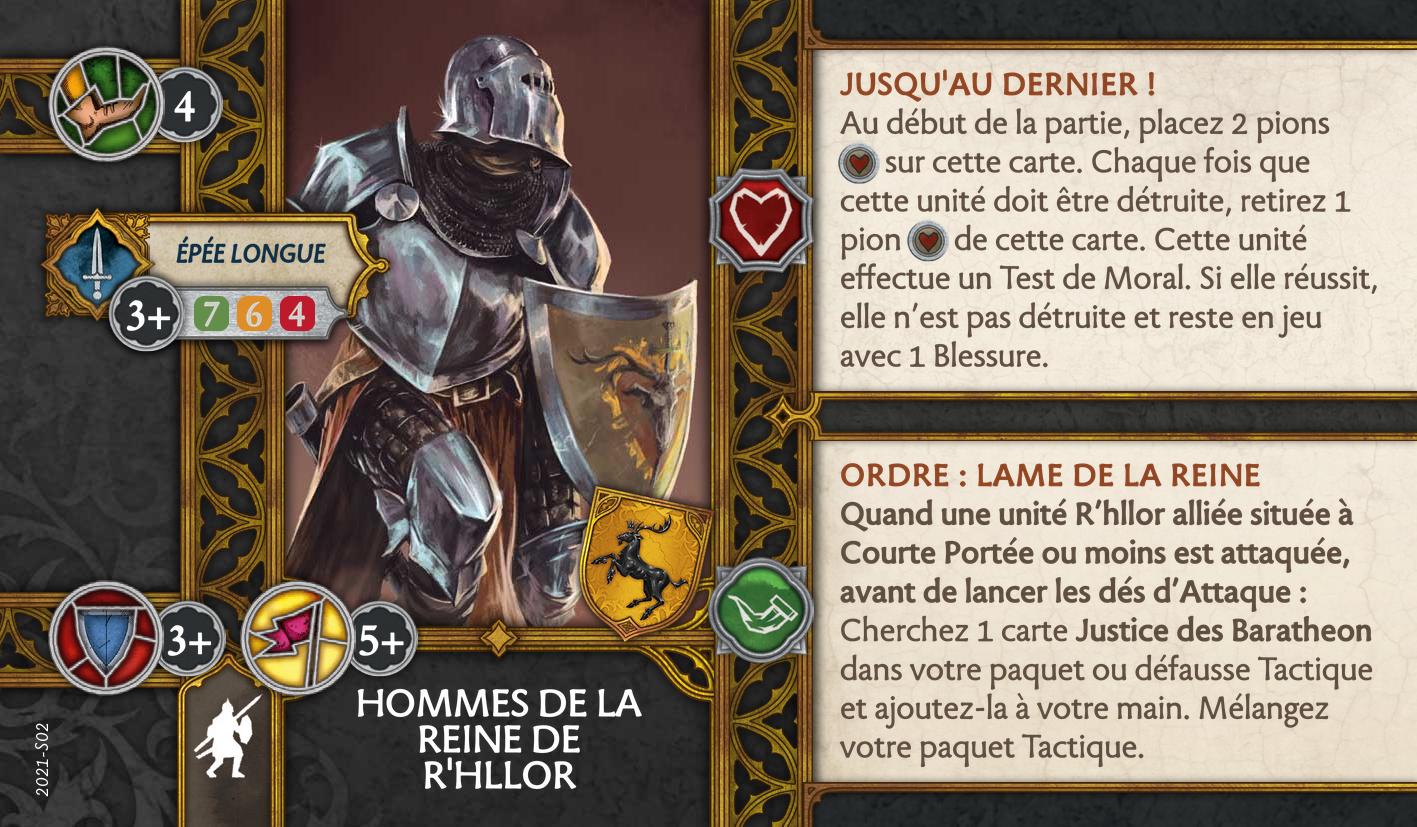 4
ÉPÉE LONGUE
3+ 7 6 4
3+ 5+
HOMMES DE LA
REINE DE
R'HLLOR
2021-S02
JUSQU'AU DERNIER !
Au début de la partie, placez 2 pions
sur cette carte. Chaque fois que
cette unité doit être détruite, retirez 1
pion de cette carte. Cette unité
effectue un Test de Moral. Si elle réussit,
elle n’est pas détruite et reste en jeu
avec 1 Blessure.
ORDRE : LAME DE LA REINE
Quand une unité R’hllor alliée située à
Courte Portée ou moins est attaquée,
avant de lancer les dés d’Attaque :
Cherchez 1 carte Justice des Baratheon
dans votre paquet ou défausse Tactique
et ajoutez-la à votre main. Mélangez
votre paquet Tactique.